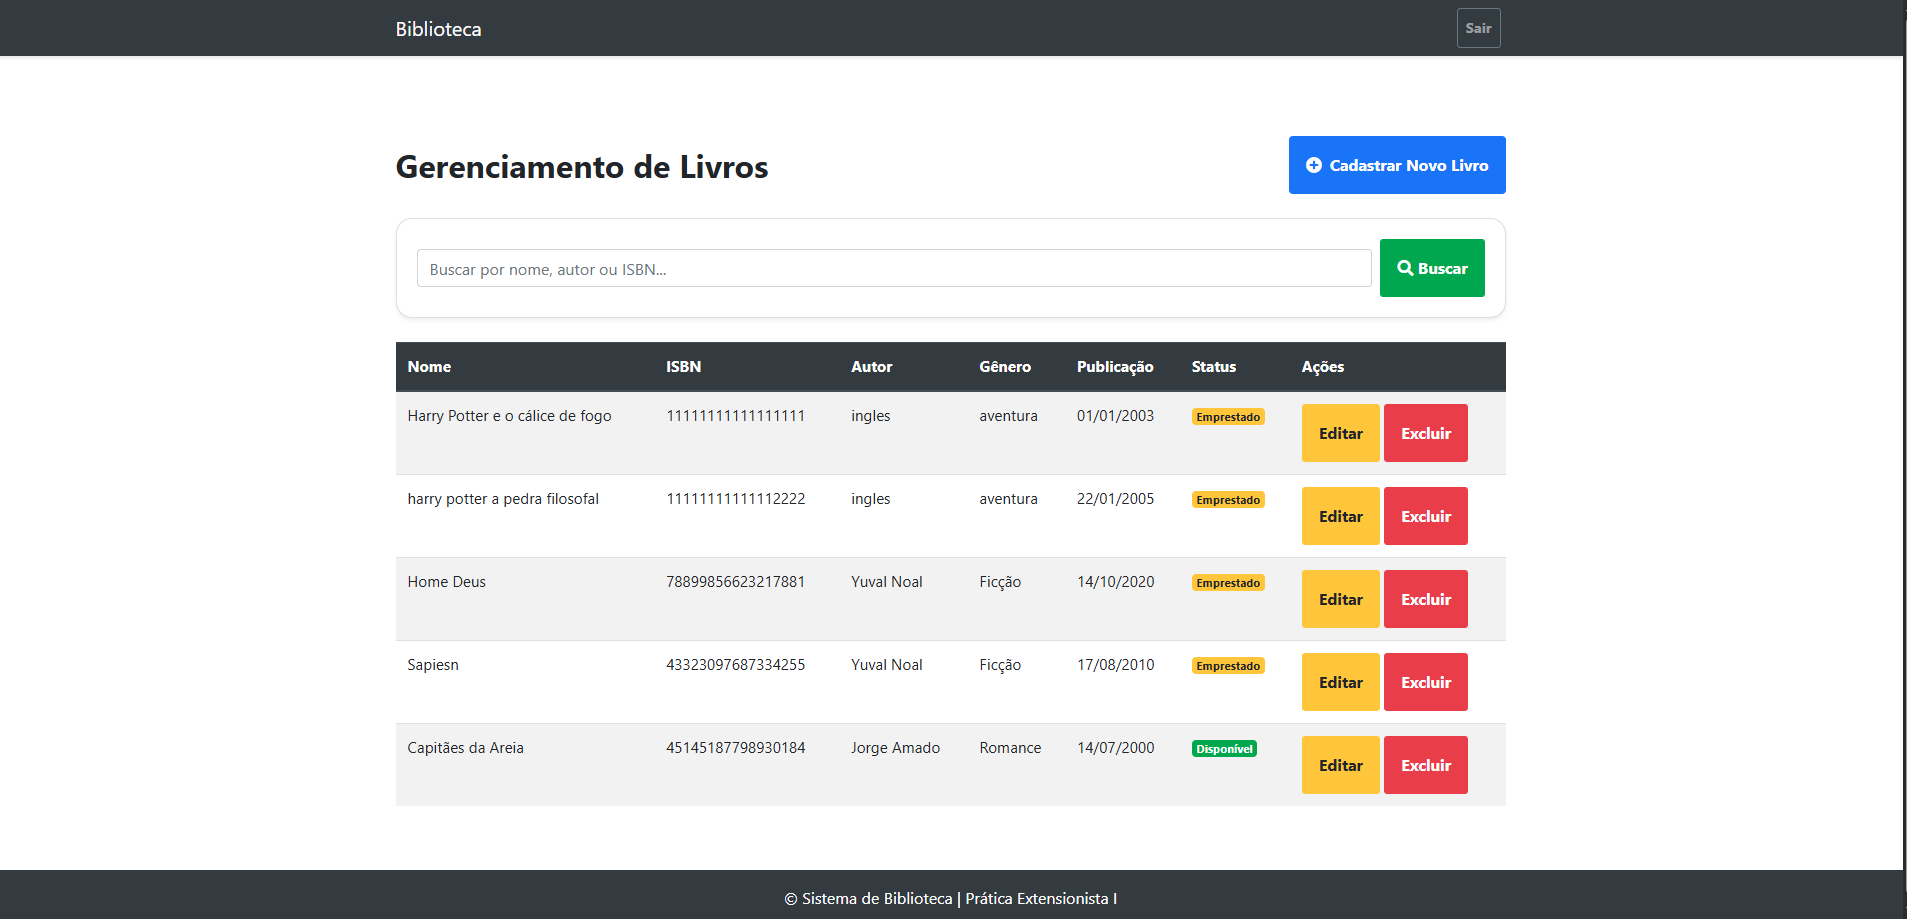 Biblioteca Sair
Gerenciamento de Livros Cadastrar Novo Livro
Buscar por nome, autor ou ISBN... Buscar
Nome ISBN Autor Gênero Publicação Status Ações
Harry Potter e o cálice de fogo 11111111111111111 ingles aventura 01/01/2003 Emprestado Editar Excluir
harry potter a pedra filosofal 11111111111112222 ingles aventura 22/01/2005 Emprestado Editar Excluir
Home Deus 78899856623217881 Yuval Noal Ficção 14/10/2020 Emprestado Editar Excluir
Sapiesn 43323097687334255 Yuval Noal Ficção 17/08/2010 Emprestado Editar Excluir
Capitães da Areia 45145187798930184 Jorge Amado Romance 14/07/2000 Disponível Editar Excluir
© Sistema de Biblioteca | Prática Extensionista I